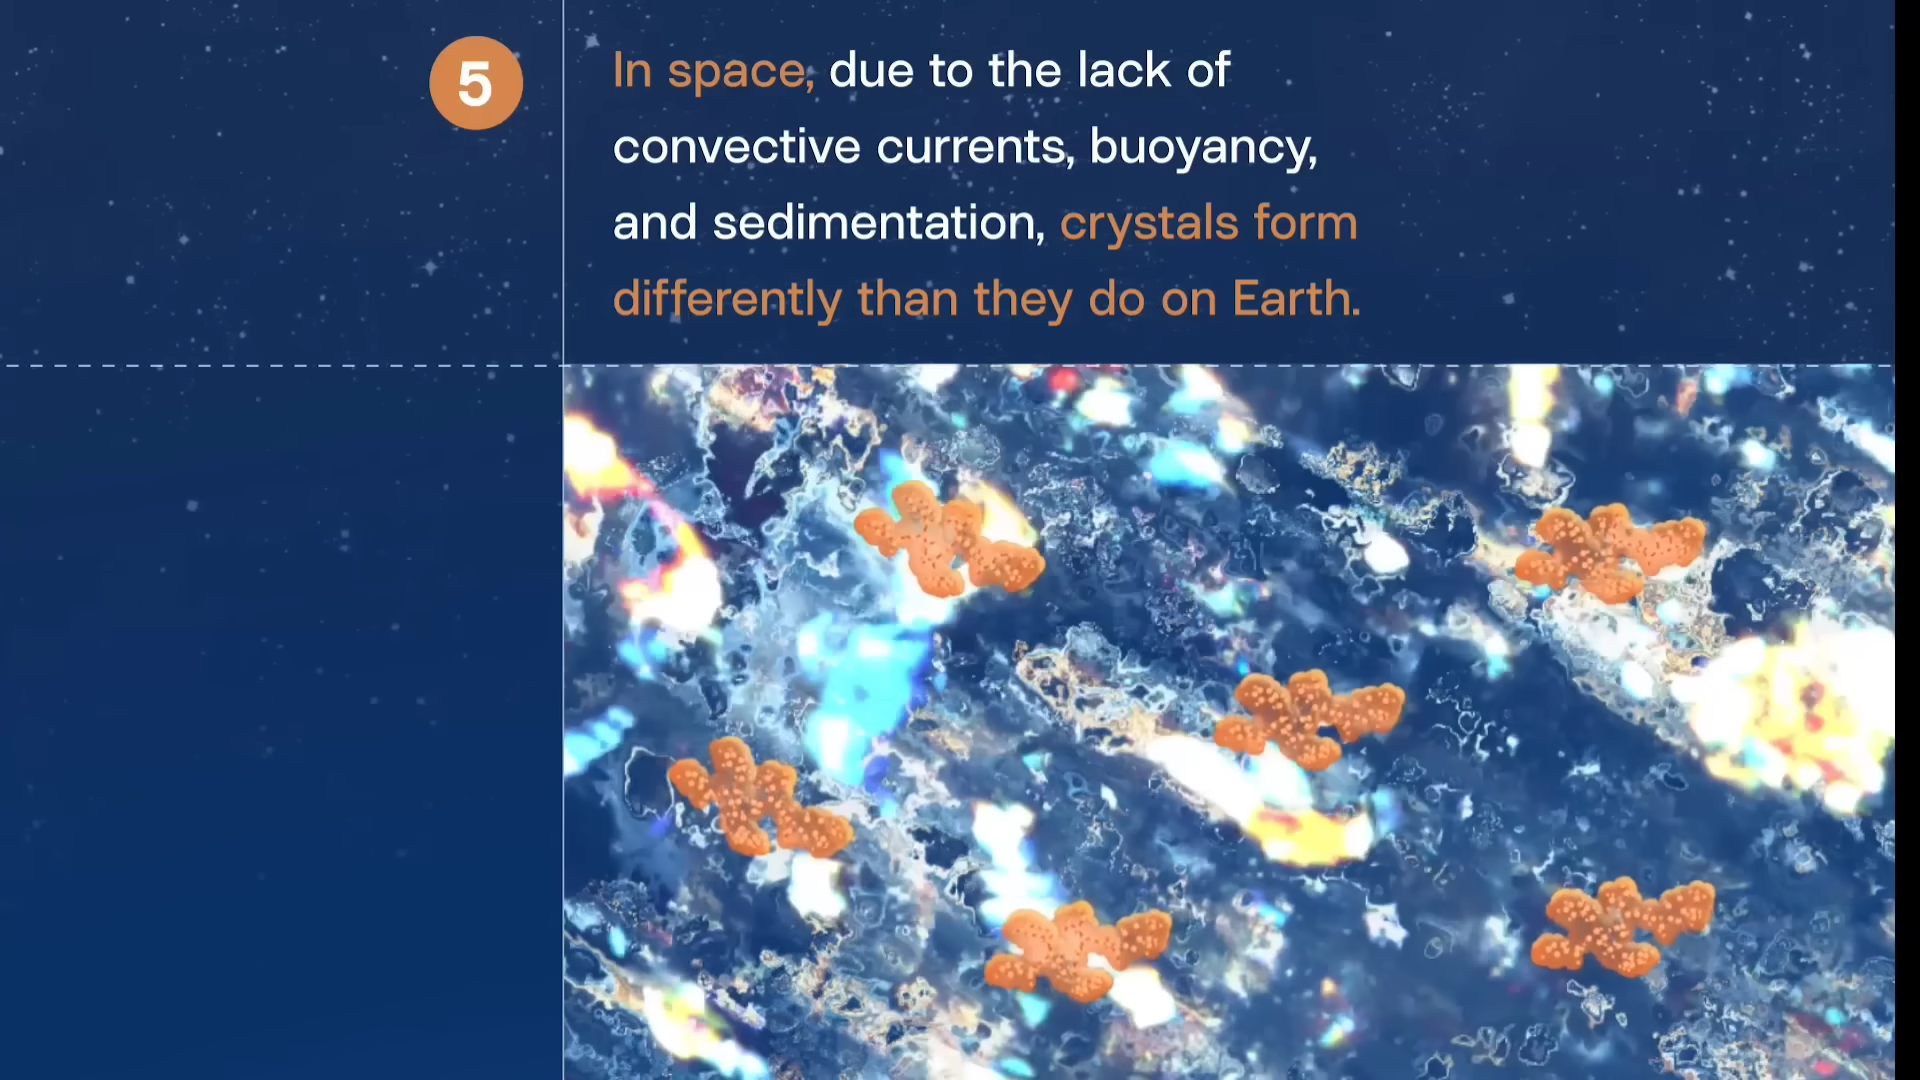 5
In space, due to the lack of
convective currents, buoyancy,
and sedimentation, crystals form
differently than they do on Earth.